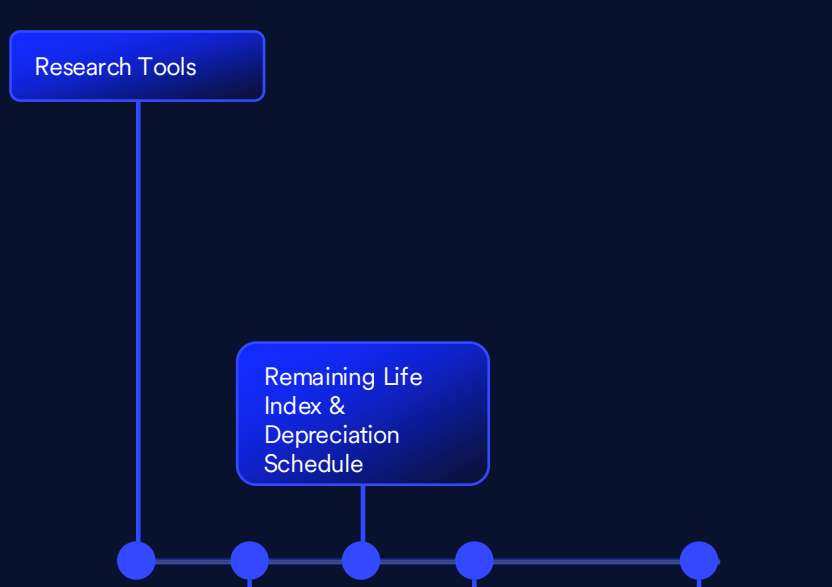 Research Tools
Remaining Life
Index &
Depreciation
Schedule